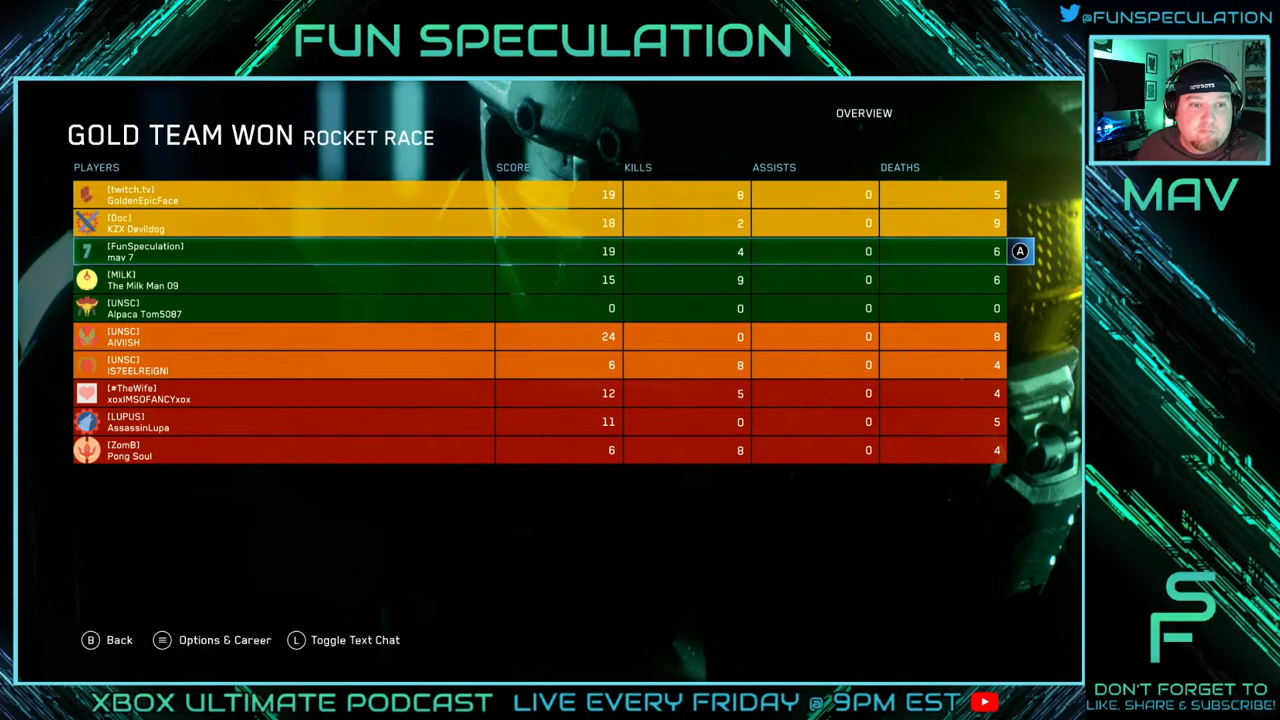 FUN SPECULATION
@FUNSPECULATION
COWBOYS
MAV
OVERVIEW
GOLD TEAM WON ROCKET RACE
PLAYERS SCORE KILLS ASSISTS DEATHS
[twitch.tv]
GoldenEpicFace 19 8 0 5
[Doc]
KZX Devildog 18 2 0 9
7 [FunSpeculation]
mav 7 19 4 0 6 A
[MILK]
The Milk Man 09 15 9 0 6
[UNSC]
Alpaca Tom5087 0 0 0 0
[UNSC]
AIVIISH 24 0 0 8
[UNSC]
IS7EELREiGNI 6 8 0 4
[#TheWife]
xoxIMSOFANCYxox 12 5 0 4
[LUPUS]
AssassinLupa 11 0 0 5
[ZomB]
Pong Soul 6 8 0 4
B Back Options & Career L Toggle Text Chat
SF
XBOX ULTIMATE PODCAST LIVE EVERY FRIDAY @ 9PM EST
DON'T FORGET TO
LIKE, SHARE & SUBSCRIBE!